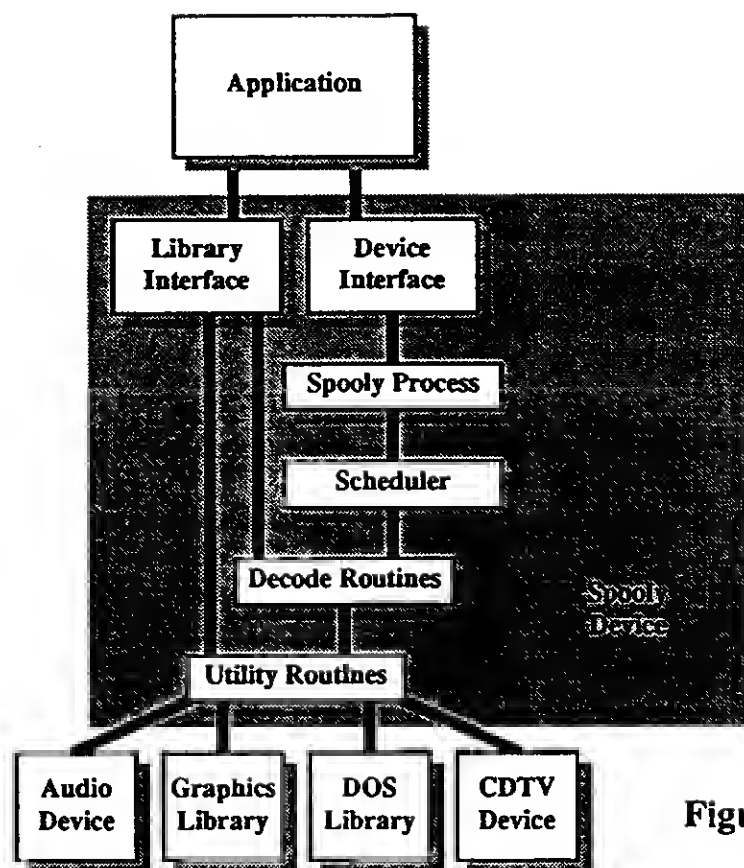 Application
Library
Interface
Device
Interface
Spooly Process
Scheduler
Decode Routines
Spooly
Device
Utility Routines
Audio
Device
Graphics
Library
DOS
Library
CDTV
Device
Figu